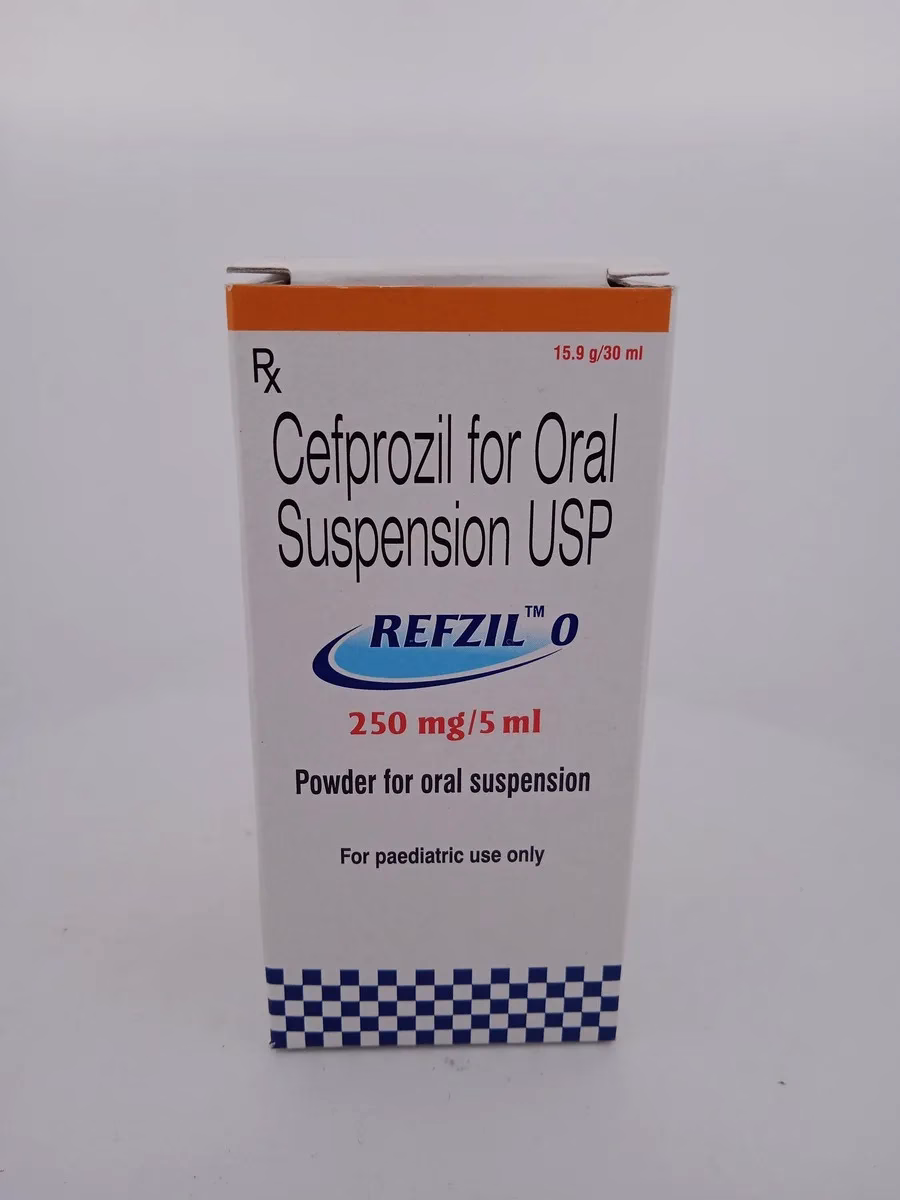 Rx
15.9 g/30 ml
Cefprozil for Oral
Suspension USP
REFZIL™ O
250 mg/5 ml
Powder for oral suspension
For paediatric use only